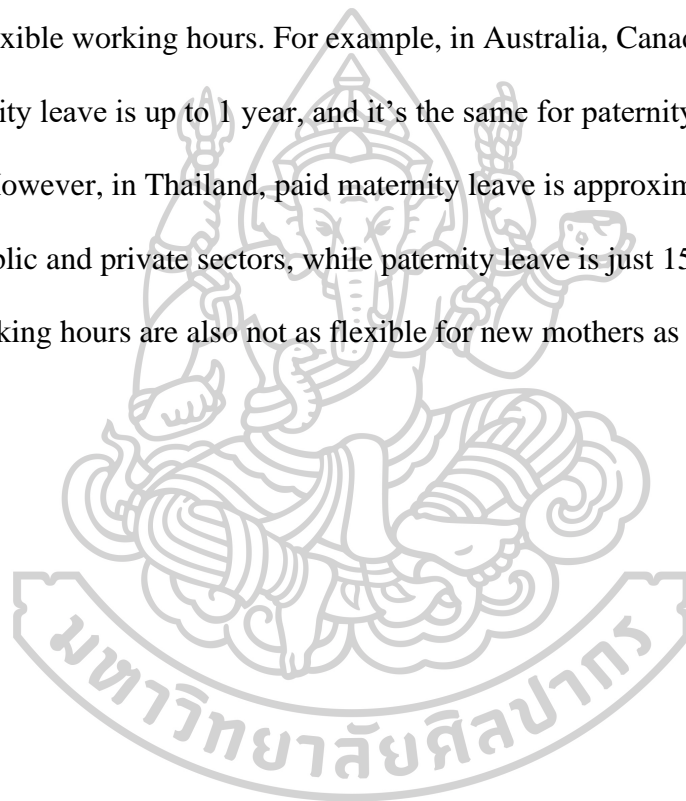 xible working hours. For example, in Australia, Cana
ity leave is up to 1 year, and it’s the same for paternity
owever, in Thailand, paid maternity leave is approxim
blic and private sectors, while paternity leave is just 15
king hours are also not as flexible for new mothers as
มหาวิทยาลัยศิลปากร